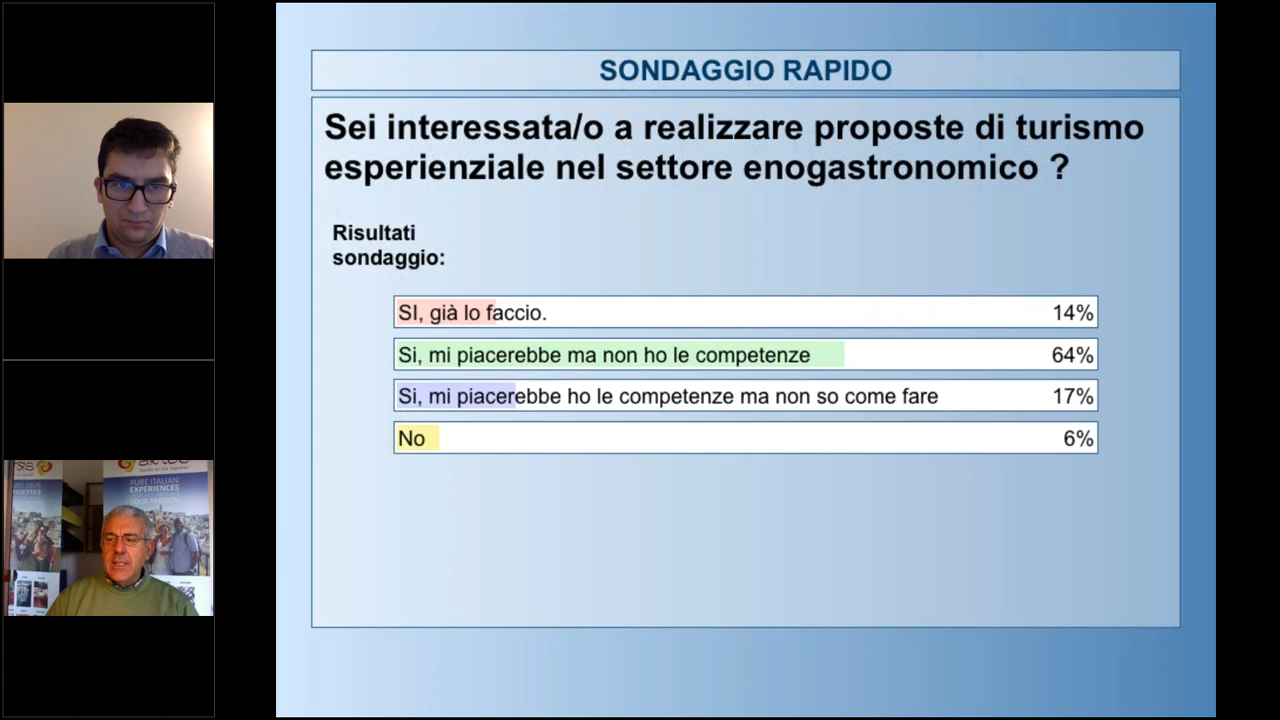 SONDAGGIO RAPIDO
Sei interessata/o a realizzare proposte di turismo
esperienziale nel settore enogastronomico ?
Risultati
sondaggio:
SI, già lo faccio. 14%
Si, mi piacerebbe ma non ho le competenze 64%
Si, mi piacerebbe ho le competenze ma non so come fare 17%
No 6%
PURE ITALIAN
EXPERIENCES
YOUR PASSION